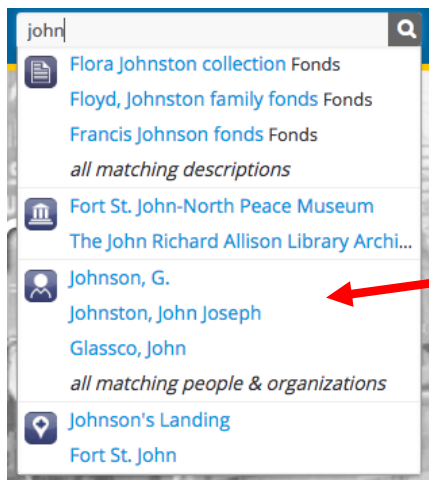 john
Flora Johnston collection Fonds
Floyd, Johnston family fonds Fonds
Francis Johnson fonds Fonds
all matching descriptions
Fort St. John-North Peace Museum
The John Richard Allison Library Archi...
Johnson, G.
Johnston, John Joseph
Glassco, John
all matching people & organizations
Johnson's Landing
Fort St. John